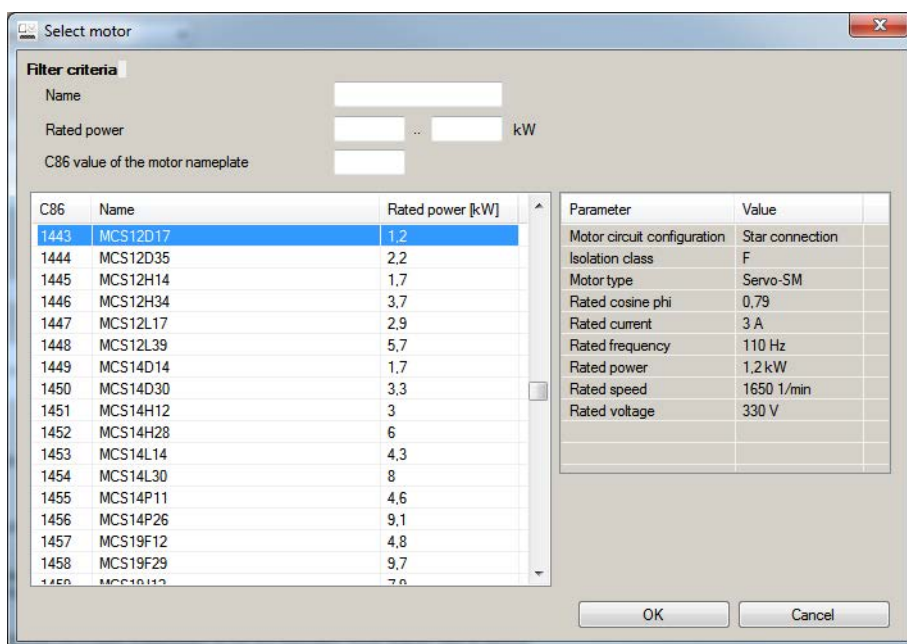 Select motor
Filter criteria
Name
Rated power .. kW
C86 value of the motor nameplate
C86 Name Rated power [kW]
1443 MCS12D17 1,2
1444 MCS12D35 2,2
1445 MCS12H14 1,7
1446 MCS12H34 3,7
1447 MCS12L17 2,9
1448 MCS12L39 5,7
1449 MCS14D14 1,7
1450 MCS14D30 3,3
1451 MCS14H12 3
1452 MCS14H28 6
1453 MCS14L14 4,3
1454 MCS14L30 8
1455 MCS14P11 4,6
1456 MCS14P26 9,1
1457 MCS19F12 4,8
1458 MCS19F29 9,7
Parameter Value
Motor circuit configuration Star connection
Isolation class F
Motor type Servo-SM
Rated cosine phi 0,79
Rated current 3 A
Rated frequency 110 Hz
Rated power 1,2 kW
Rated speed 1650 1/min
Rated voltage 330 V
OK Cancel